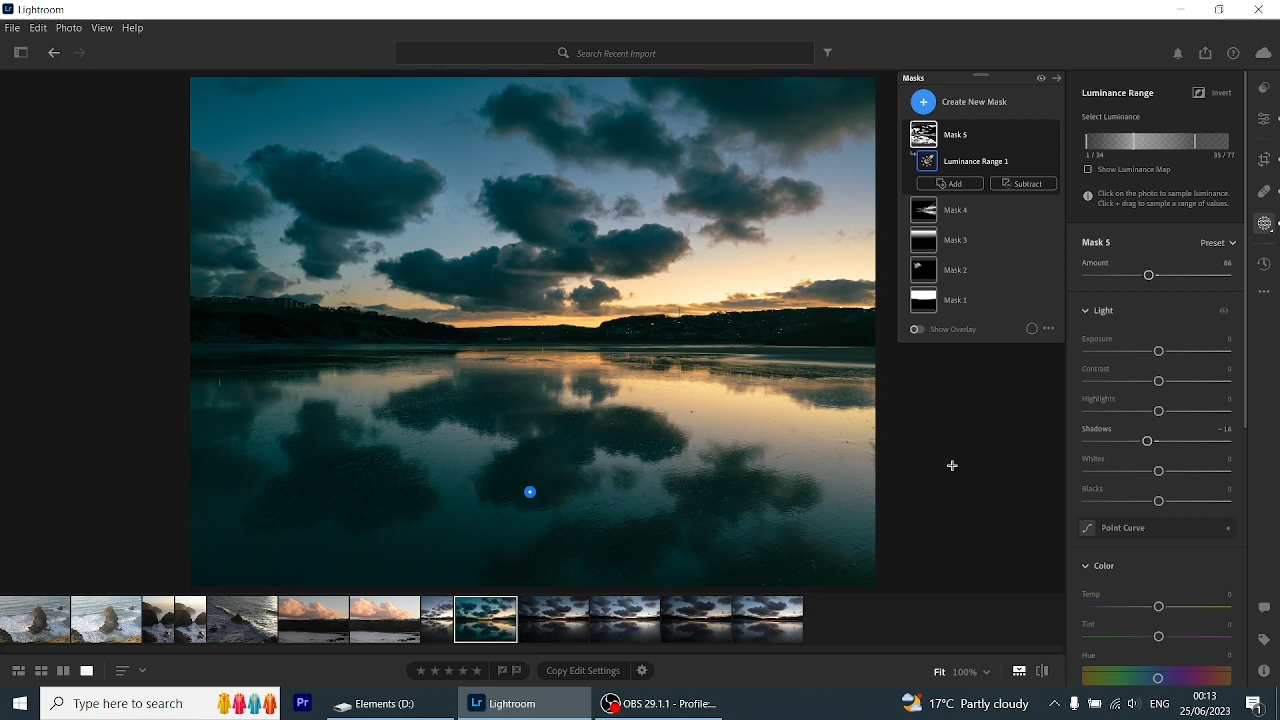 Lr Lightroom
File Edit Photo View Help
Search Recent Import
Masks
Create New Mask
Mask 5
Luminance Range 1
Add Subtract
Mask 4
Mask 3
Mask 2
Mask 1
Show Overlay
Luminance Range Invert
Select Luminance
1 / 34 35 / 77
Show Luminance Map
Click on the photo to sample luminance.
Click + drag to sample a range of values.
Mask 5 Preset
Amount 86
Light
Exposure 0
Contrast 0
Highlights 0
Shadows – 16
Whites 0
Blacks 0
Point Curve
Color
Temp 0
Tint 0
Hue 0
Copy Edit Settings
Fit 100%
Type here to search
Pr
Elements (D:)
Lr Lightroom
OBS 29.1.1 - Profile:...
17°C Partly cloudy
ENG
00:13
25/06/2023
1